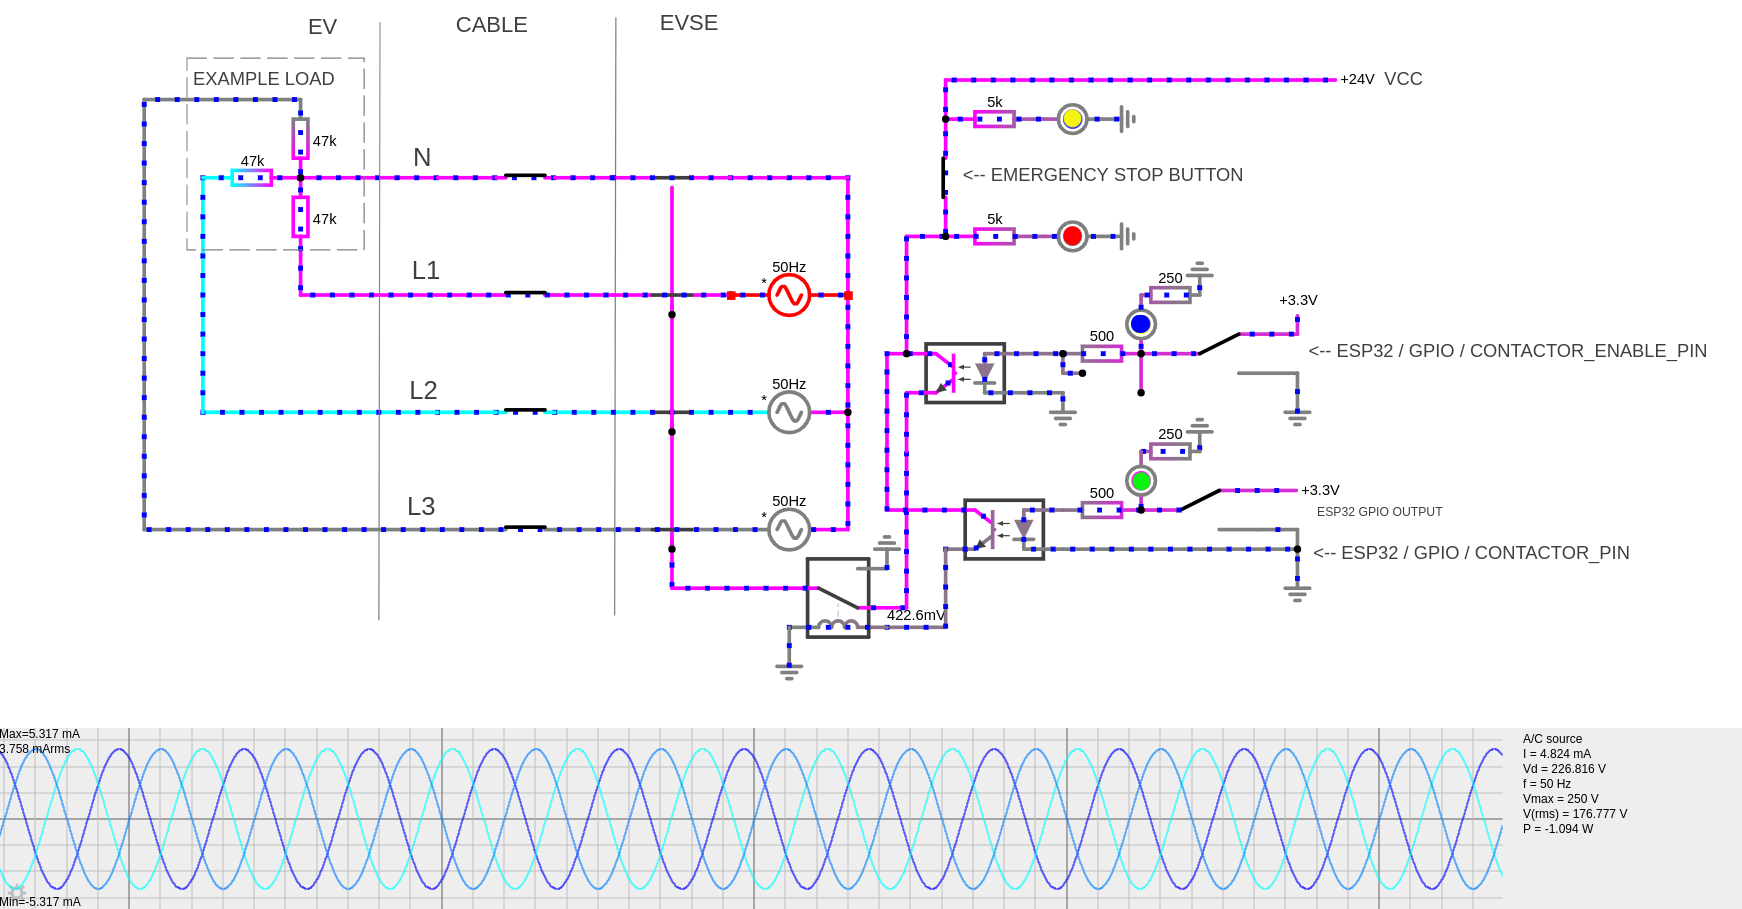 EV
CABLE
EVSE
EXAMPLE LOAD
+24V VCC
5k
47k
47k
N
<-- EMERGENCY STOP BUTTON
47k
5k
L1
50Hz
*
250
+3.3V
500
<-- ESP32 / GPIO / CONTACTOR_ENABLE_PIN
L2
50Hz
*
250
L3
50Hz
*
500
+3.3V
ESP32 GPIO OUTPUT
<-- ESP32 / GPIO / CONTACTOR_PIN
422.6mV
Max=5.317 mA
3.758 mArms
Min=-5.317 mA
A/C source
I = 4.824 mA
Vd = 226.816 V
f = 50 Hz
Vmax = 250 V
V(rms) = 176.777 V
P = -1.094 W